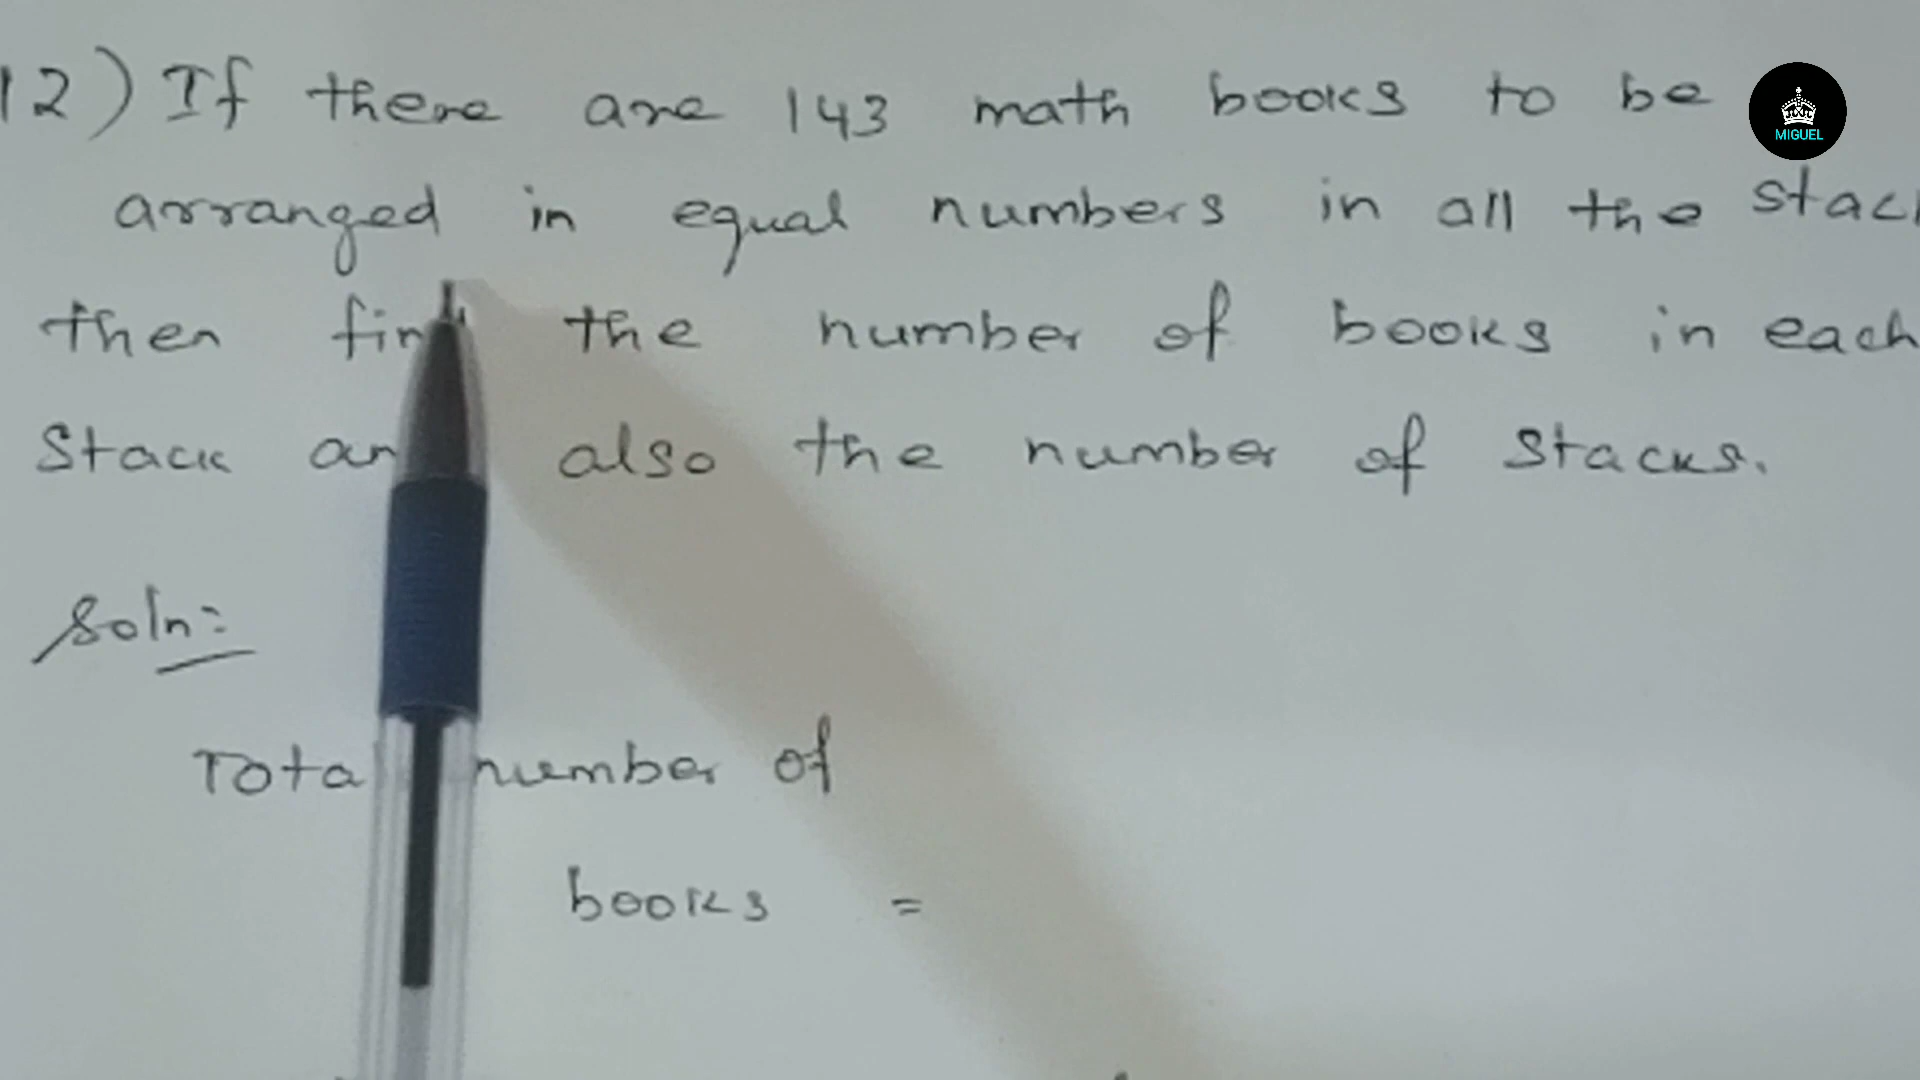 12) If there are 143 math books to be
MIGUEL
arranged in equal numbers in all the
then the number of books in each
Stack also the number of stacks.
Soln:
number of
books =